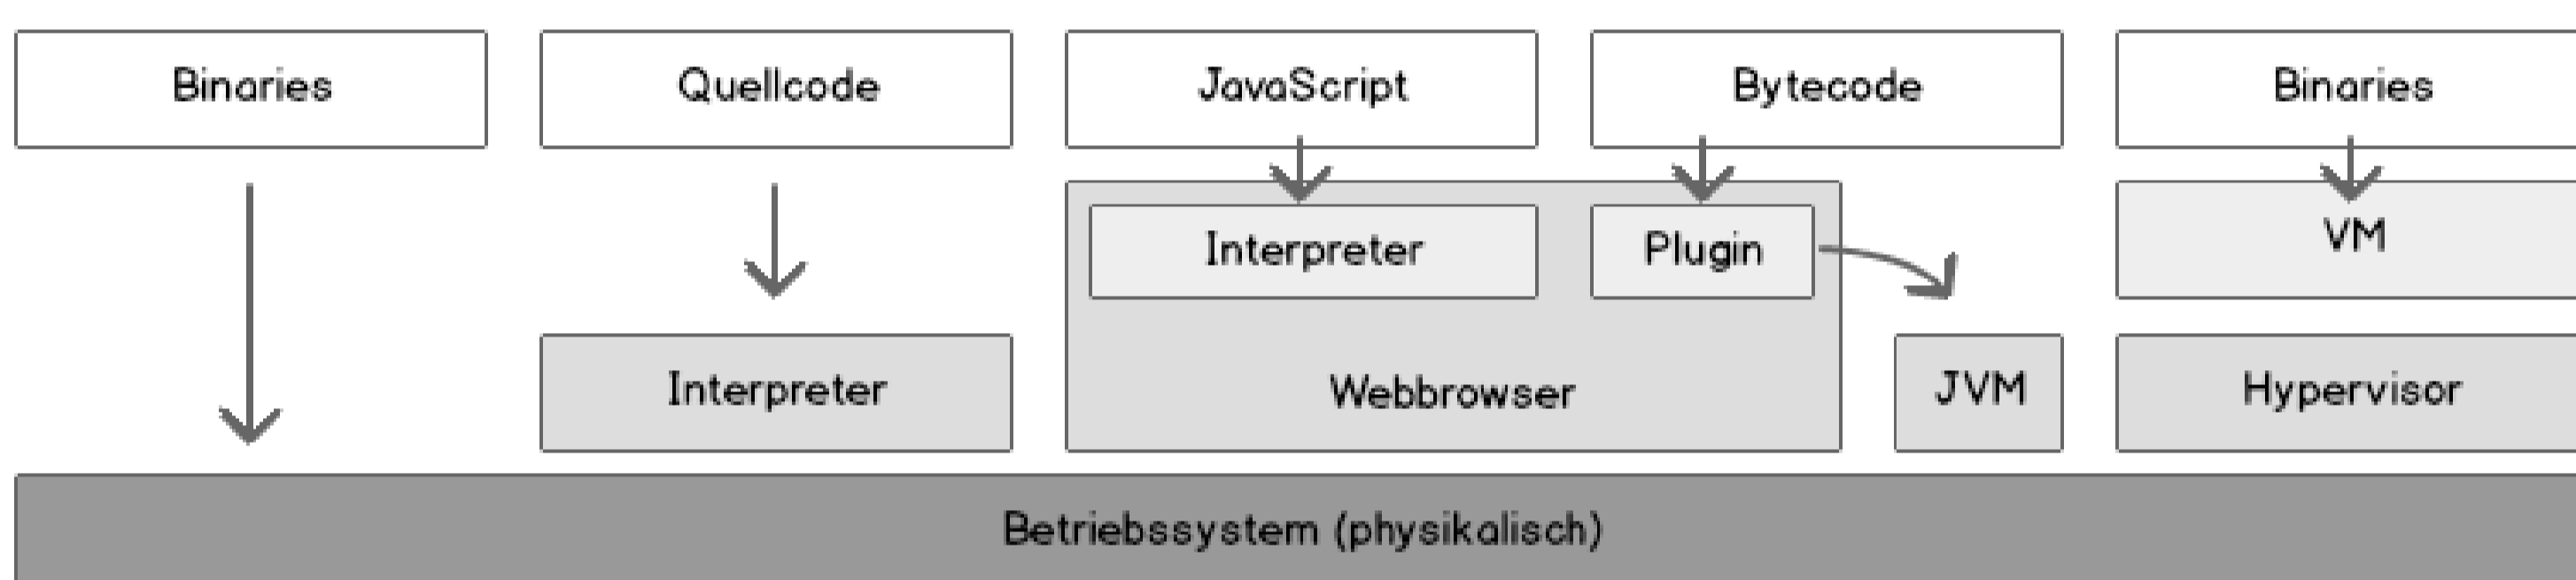 Binaries
Quellcode
JavaScript
Bytecode
Binaries
Interpreter
Plugin
VM
Interpreter
Webbrowser
JVM
Hypervisor
Betriebssystem (physikalisch)